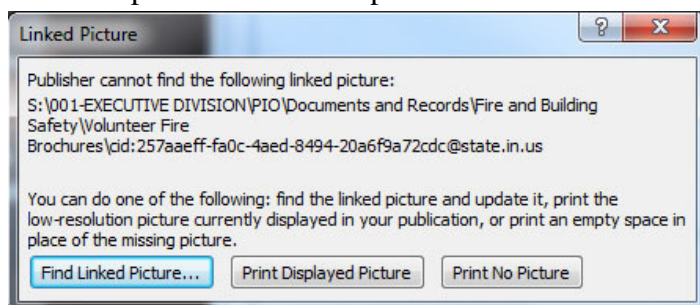 Linked Picture
Publisher cannot find the following linked picture:
S:\001-EXECUTIVE DIVISION\PIO\Documents and Records\Fire and Building
Safety\Volunteer Fire
Brochures\cid:257aaeff-fa0c-4aed-8494-20a6f9a72cdc@state.in.us
You can do one of the following: find the linked picture and update it, print the
low-resolution picture currently displayed in your publication, or print an empty space in
place of the missing picture.
Find Linked Picture... Print Displayed Picture Print No Picture